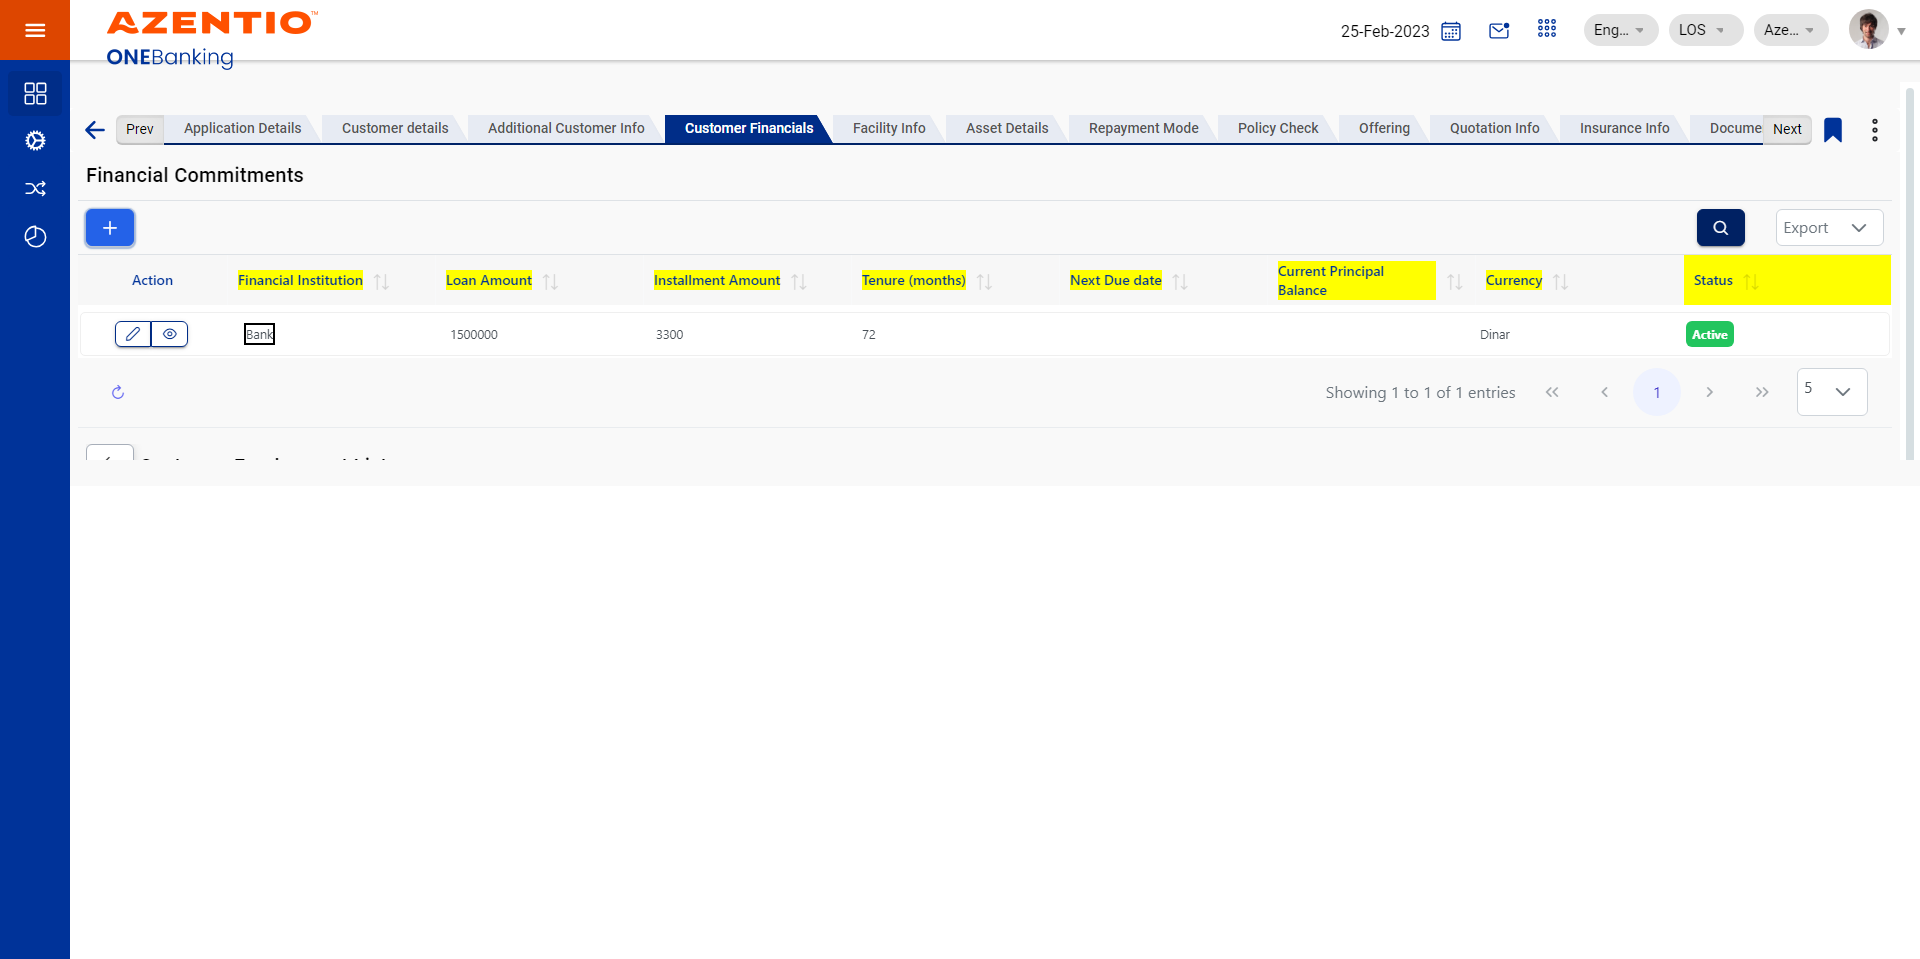 AZENTIO™
ONEBanking
25-Feb-2023
Eng...
LOS
Aze...
Prev
Application Details
Customer details
Additional Customer Info
Customer Financials
Facility Info
Asset Details
Repayment Mode
Policy Check
Offering
Quotation Info
Insurance Info
Docume
Next
Financial Commitments
+
Export
Action
Financial Institution
Loan Amount
Installment Amount
Tenure (months)
Next Due date
Current Principal
Balance
Currency
Status
Bank
1500000
3300
72
Dinar
Active
Showing 1 to 1 of 1 entries
1
5